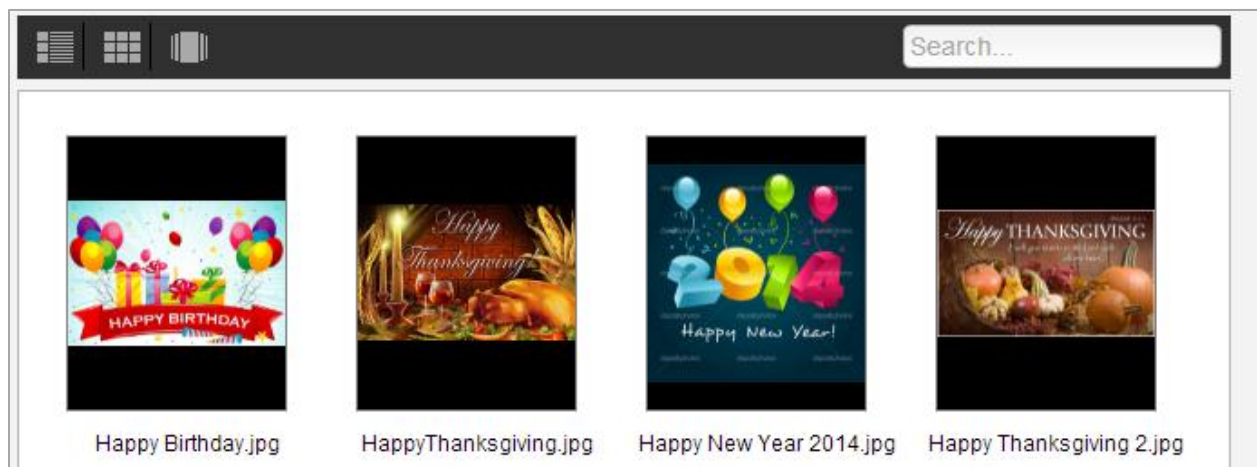 Search...
HAPPY BIRTHDAY
Happy
Thanksgiving!
2014
Happy New Year!
Happy THANKSGIVING
Happy Birthday.jpg
HappyThanksgiving.jpg
Happy New Year 2014.jpg
Happy Thanksgiving 2.jpg